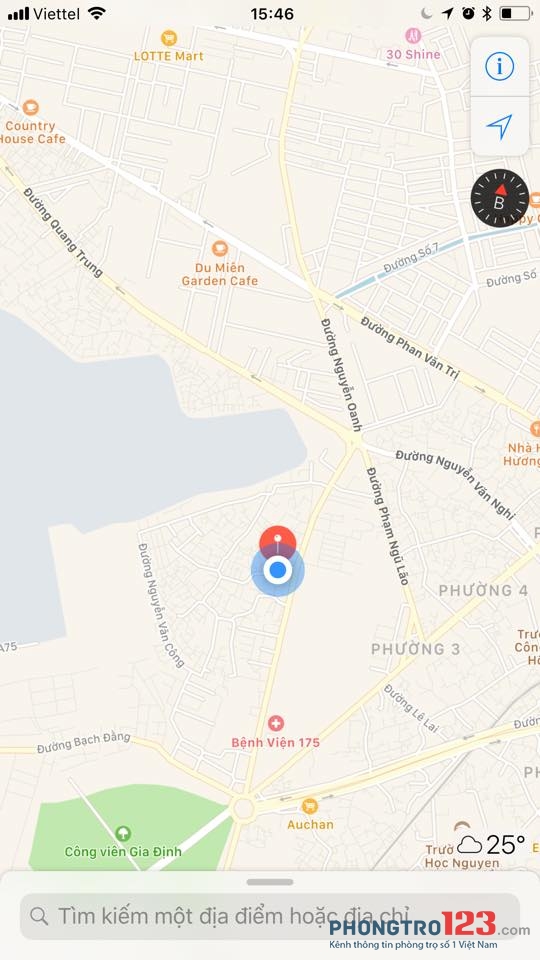 Viettel
15:46
LOTTE Mart
30 Shine
Country
House Cafe
B
Đường Quang Trung
Du Miên
Garden Cafe
Đường Số 7
Đường Số
Đường Nguyễn Oanh
Đường Phan Văn Trị
Nhà H
Hương
Đường Nguyễn Văn Nghi
Đường Phạm Ngũ Lão
Đường Nguyễn Văn Công
PHƯỜNG 4
PHƯỜNG 3
A75
Đường Lê Lai
Bệnh Viện 175
Đường Bạch Đằng
Auchan
Công viên Gia Định
Học Nguyen
25°
Tìm kiếm một địa điểm hoặc địa chỉ
PHONGTRO123.com
Kênh thông tin phòng trọ số 1 Việt Nam